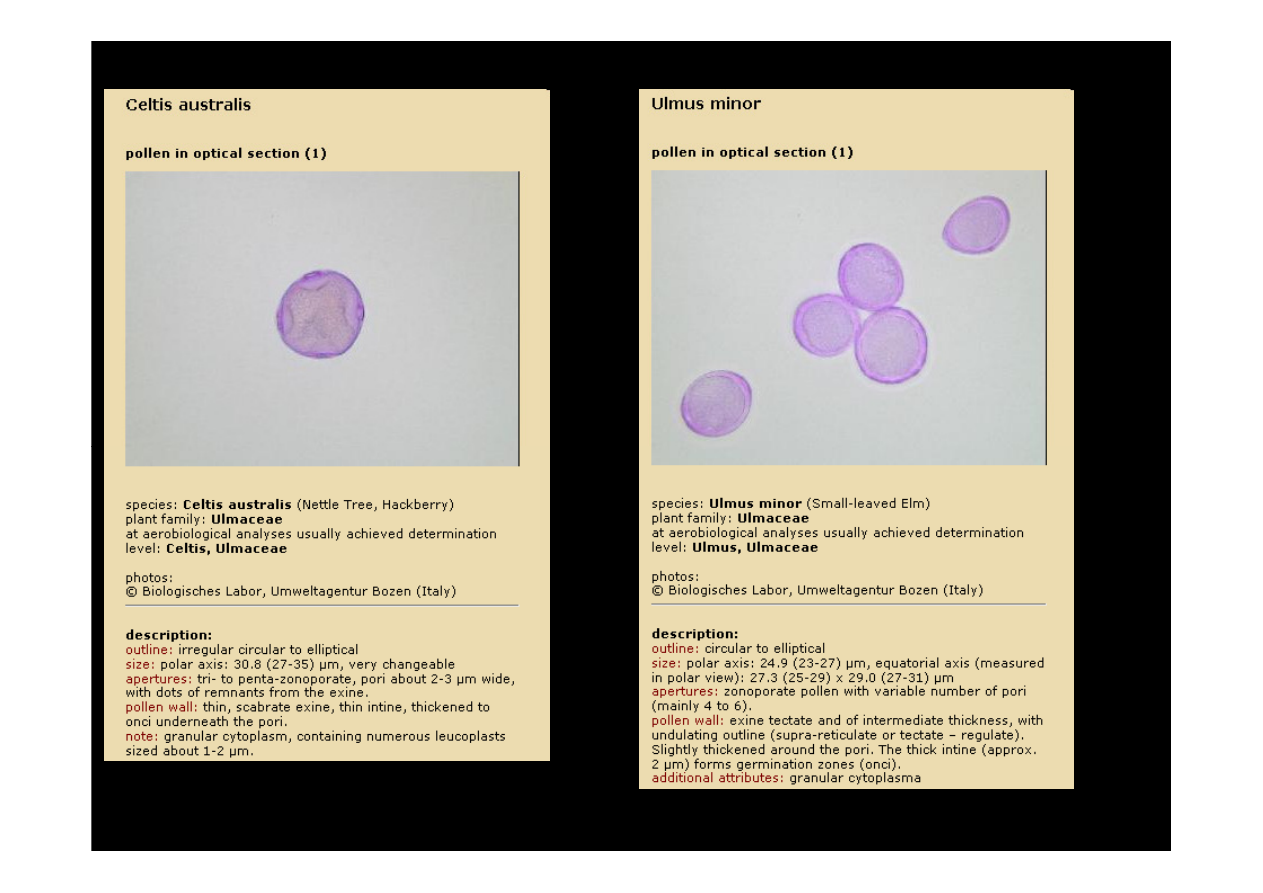 Celtis australis
pollen in optical section (1)
species: Celtis australis (Nettle Tree, Hackberry)
plant family: Ulmaceae
at aerobiological analyses usually achieved determination
level: Celtis, Ulmaceae
photos:
© Biologisches Labor, Umweltagentur Bozen (Italy)
description:
outline: irregular circular to elliptical
size: polar axis: 30.8 (27-35) µm, very changeable
apertures: tri- to penta-zonoporate, pori about 2-3 µm wide,
with dots of remnants from the exine.
pollen wall: thin, scabrate exine, thin intine, thickened to
onci underneath the pori.
note: granular cytoplasm, containing numerous leucoplasts
sized about 1-2 µm.
Ulmus minor
pollen in optical section (1)
species: Ulmus minor (Small-leaved Elm)
plant family: Ulmaceae
at aerobiological analyses usually achieved determination
level: Ulmus, Ulmaceae
photos:
© Biologisches Labor, Umweltagentur Bozen (Italy)
description:
outline: circular to elliptical
size: polar axis: 24.9 (23-27) µm, equatorial axis (measured
in polar view): 27.3 (25-29) x 29.0 (27-31) µm
apertures: zonoporate pollen with variable number of pori
(mainly 4 to 6).
pollen wall: exine tectate and of intermediate thickness, with
undulating outline (supra-reticulate or tectate – regulate).
Slightly thickened around the pori. The thick intine (approx.
2 µm) forms germination zones (onci).
additional attributes: granular cytoplasma